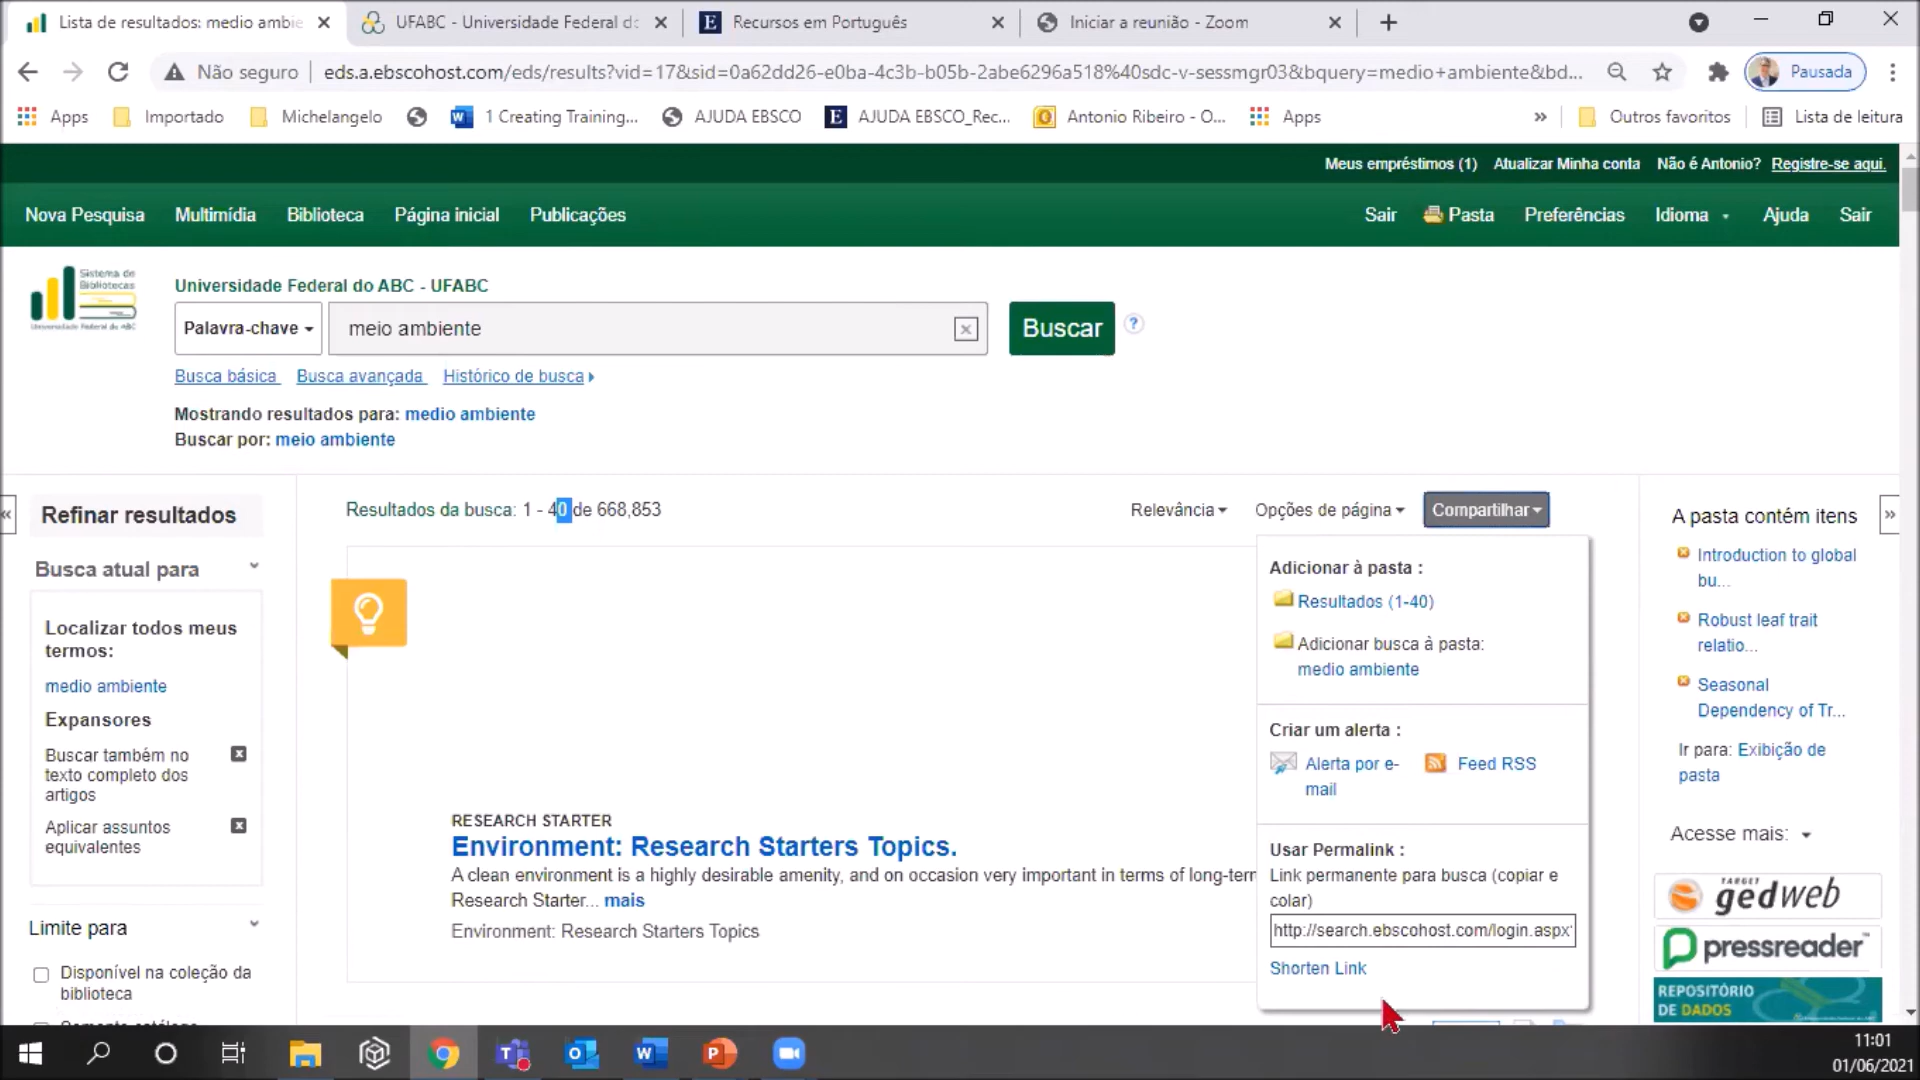 Lista de resultados: medio ambie
UFABC - Universidade Federal do
Recursos em Português
Iniciar a reunião - Zoom
Não seguro
eds.a.ebscohost.com/eds/results?vid=17&sid=0a62dd26-e0ba-4c3b-b05b-2abe6296a518%40sdc-v-sessmgr03&bquery=medio+ambiente&bd...
Pausada
Apps
Importado
Michelangelo
1 Creating Training...
AJUDA EBSCO
AJUDA EBSCO_Rec...
Antonio Ribeiro - O...
Apps
»
Outros favoritos
Lista de leitura
Meus empréstimos (1) Atualizar Minha conta Não é Antonio? Registre-se aqui.
Nova Pesquisa Multimídia Biblioteca Página inicial Publicações
Sair Pasta Preferências Idioma Ajuda Sair
Sistema de
Bibliotecas
Universidade Federal do ABC
Universidade Federal do ABC - UFABC
Palavra-chave
meio ambiente
Buscar
?
Busca básica Busca avançada Histórico de busca
Mostrando resultados para: medio ambiente
Buscar por: meio ambiente
«
Refinar resultados
Busca atual para
Localizar todos meus
termos:
medio ambiente
Expansores
Buscar também no
texto completo dos
artigos
Aplicar assuntos
equivalentes
Limite para
Disponível na coleção da
biblioteca
Resultados da busca: 1 - 40 de 668,853
Relevância
Opções de página
Compartilhar
RESEARCH STARTER
Environment: Research Starters Topics.
A clean environment is a highly desirable amenity, and on occasion very important in terms of long-tern
Research Starter... mais
Environment: Research Starters Topics
Adicionar à pasta :
Resultados (1-40)
Adicionar busca à pasta:
medio ambiente
Criar um alerta :
Alerta por e-
mail
Feed RSS
Usar Permalink :
Link permanente para busca (copiar e
colar)
http://search.ebscohost.com/login.aspx
Shorten Link
A pasta contém itens
»
Introduction to global
bu...
Robust leaf trait
relatio...
Seasonal
Dependency of Tr...
Ir para: Exibição de
pasta
Acesse mais:
TARGET
gedweb
pressreader
REPOSITÓRIO
DE DADOS
11:01
01/06/2021